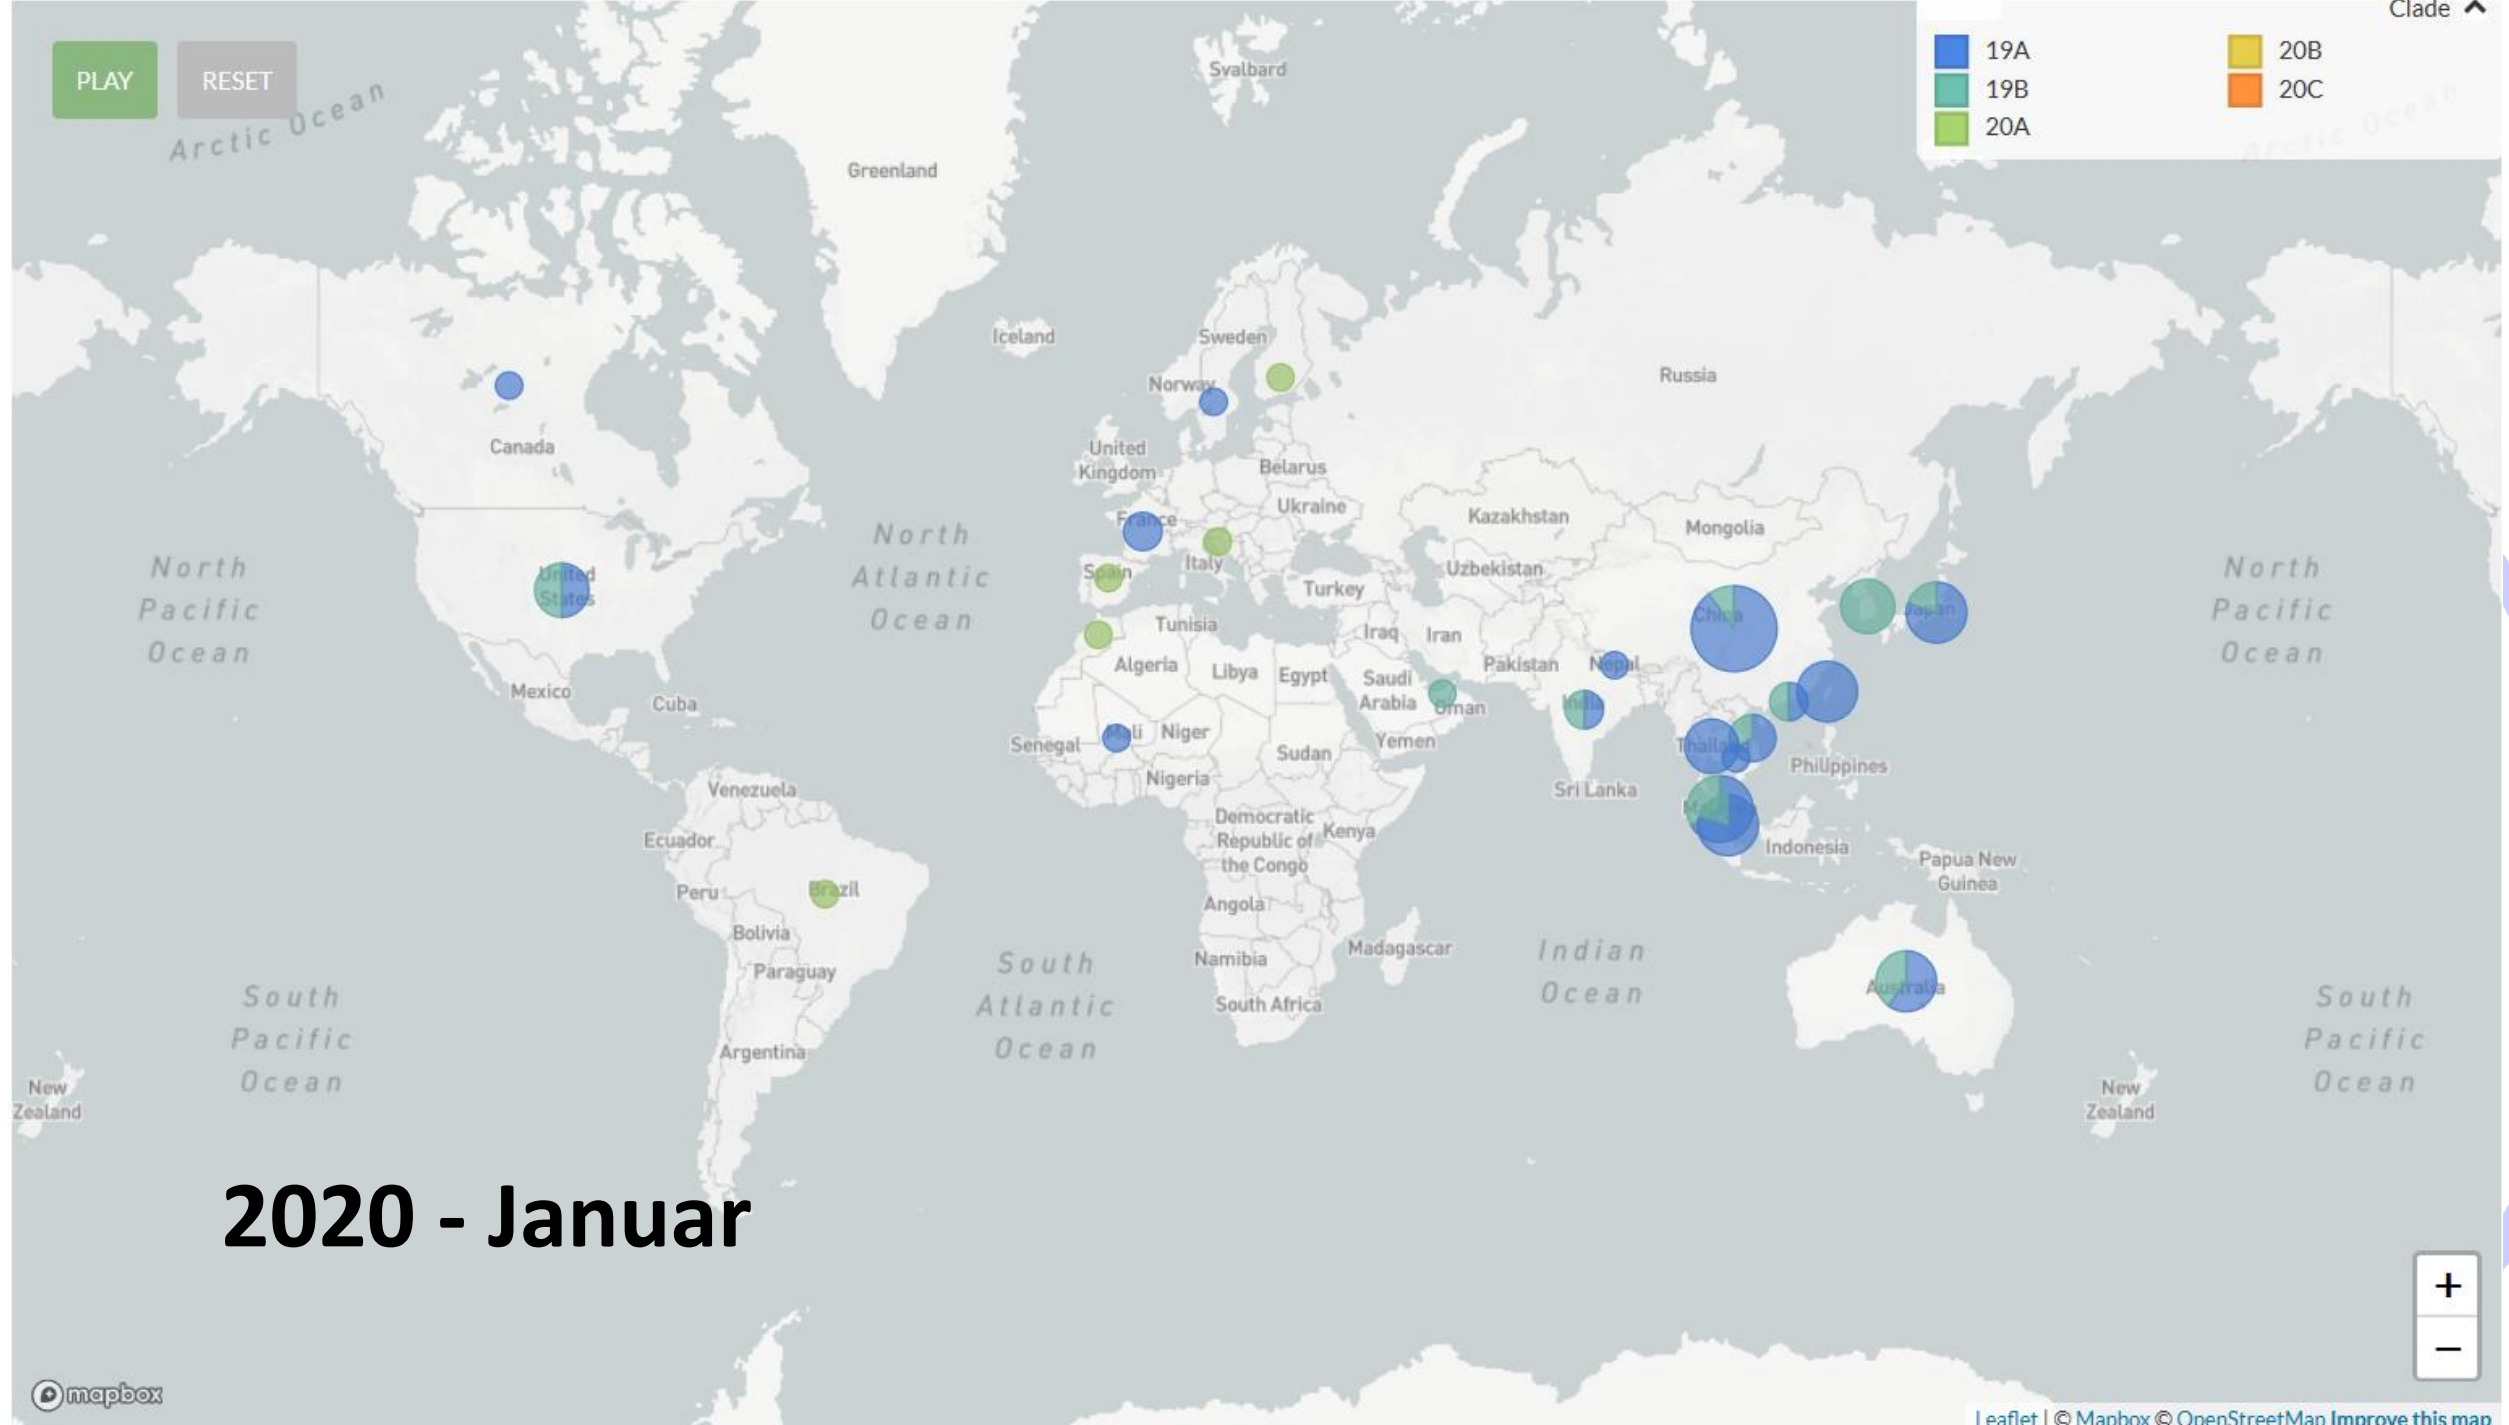 Clade
PLAY
RESET
19A
20B
19B
20C
20A
Arctic Ocean
Arctic Ocean
Svalbard
Greenland
Iceland
Sweden
Norway
Russia
Canada
United
Kingdom
Belarus
Ukraine
France
Kazakhstan
Mongolia
North
Pacific
Ocean
North
Atlantic
Ocean
North
Pacific
Ocean
United
States
Spain
Italy
Uzbekistan
Turkey
China
Japan
Tunisia
Iraq
Iran
Algeria
Libya
Egypt
Saudi
Arabia
Pakistan
Nepal
Mexico
Cuba
Oman
India
Mali
Niger
Senegal
Sudan
Yemen
Thailand
Philippines
Nigeria
Venezuela
Sri Lanka
Democratic
Republic of
the Congo
Kenya
Ecuador
Indonesia
Papua New
Guinea
Peru
Brazil
Angola
Bolivia
Madagascar
Namibia
Indian
Ocean
South
Atlantic
Ocean
Paraguay
South Africa
Australia
South
Pacific
Ocean
South
Pacific
Ocean
Argentina
New
Zealand
New
Zealand
2020 - Januar
+
−
mapbox
Leaflet | © Mapbox © OpenStreetMap Improve this map